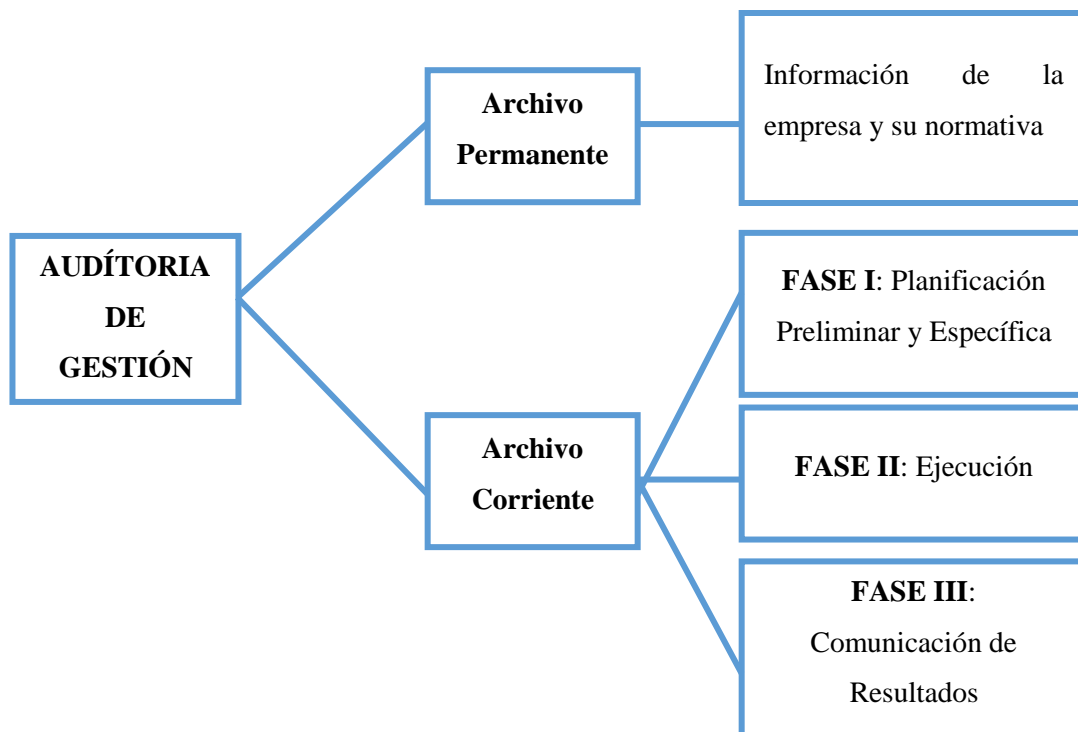 Archivo
Permanente
Información de la
empresa y su normativa
AUDÍTORIA
DE
GESTIÓN
FASE I: Planificación
Preliminar y Específica
Archivo
Corriente
FASE II: Ejecución
FASE III:
Comunicación de
Resultados